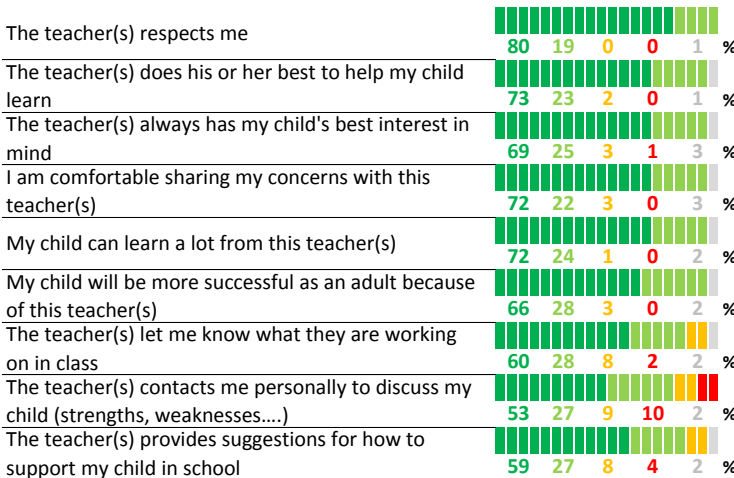 The teacher(s) respects me
80 19 0 0 1 %
The teacher(s) does his or her best to help my child
learn
73 23 2 0 1 %
The teacher(s) always has my child's best interest in
mind
69 25 3 1 3 %
I am comfortable sharing my concerns with this
teacher(s)
72 22 3 0 3 %
My child can learn a lot from this teacher(s)
72 24 1 0 2 %
My child will be more successful as an adult because
of this teacher(s)
66 28 3 0 2 %
The teacher(s) let me know what they are working
on in class
60 28 8 2 2 %
The teacher(s) contacts me personally to discuss my
child (strengths, weaknesses....)
53 27 9 10 2 %
The teacher(s) provides suggestions for how to
support my child in school
59 27 8 4 2 %